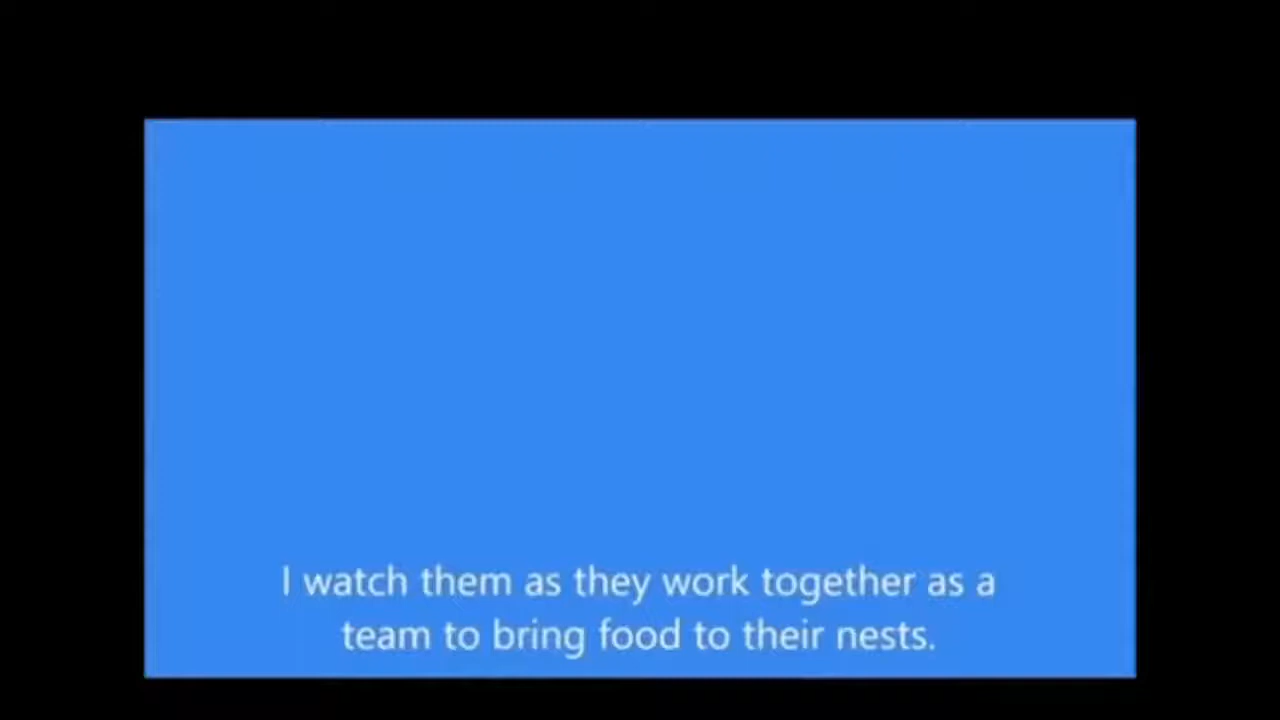 I watch them as they work together as a
team to bring food to their nests.